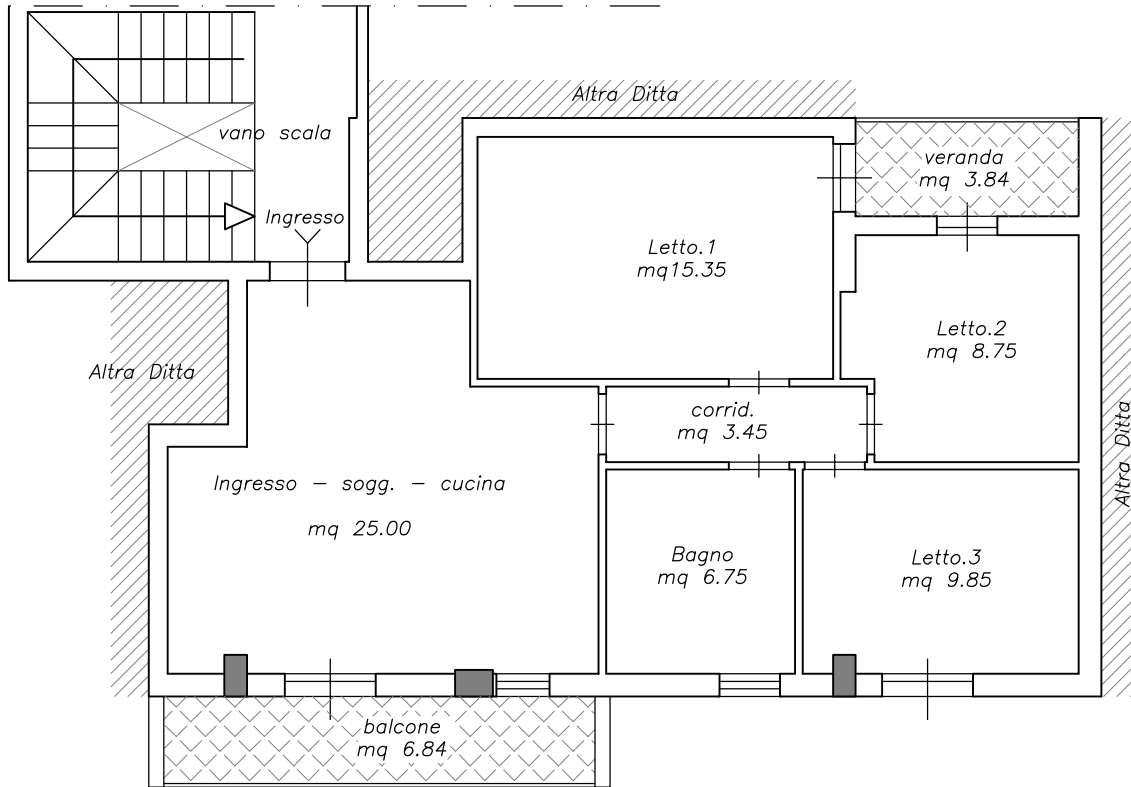 Altra Ditta
vano scala
veranda
mq 3.84
Ingresso
Letto.1
mq15.35
Letto.2
mq 8.75
Altra Ditta
corrid.
mq 3.45
Altra Ditta
Ingresso – sogg. – cucina
mq 25.00
Bagno
mq 6.75
Letto.3
mq 9.85
balcone
mq 6.84